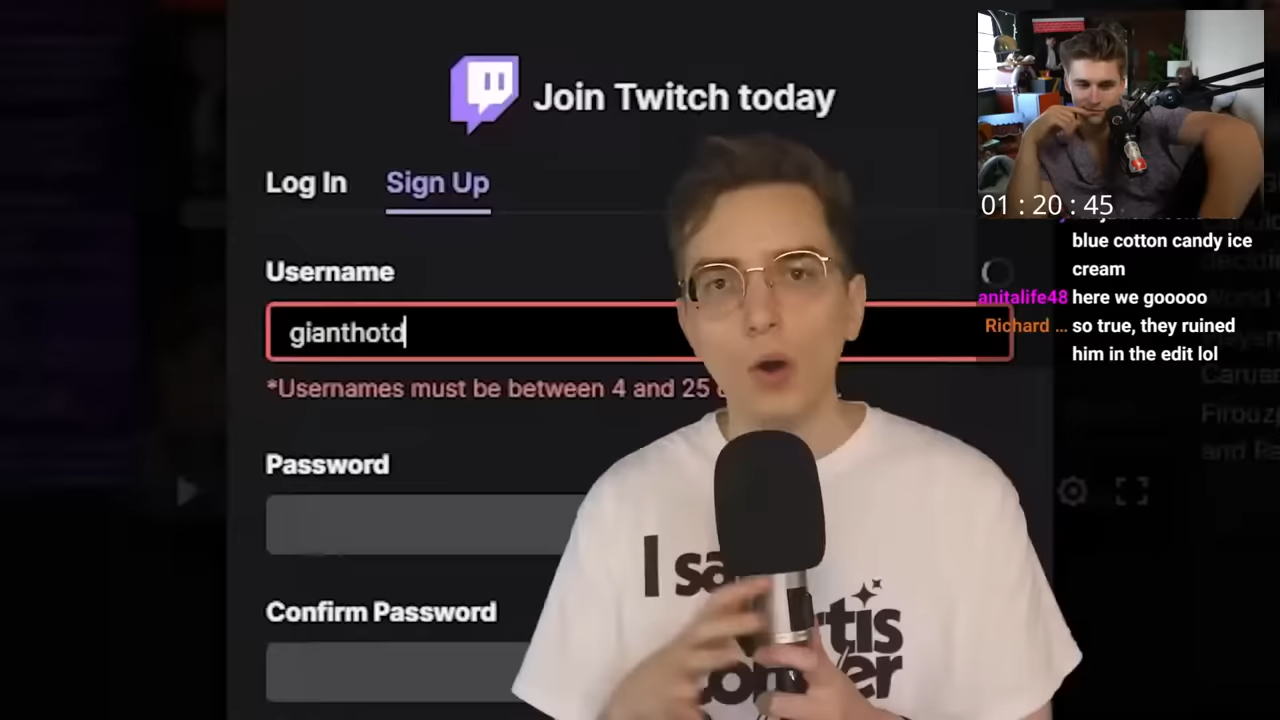 Join Twitch today
Log In
Sign Up
Username
gianthotd
*Usernames must be between 4 and 25
Password
Confirm Password
01 : 20 : 45
blue cotton candy ice
cream
anitalife48 here we gooooo
Richard ... so true, they ruined
him in the edit lol
I